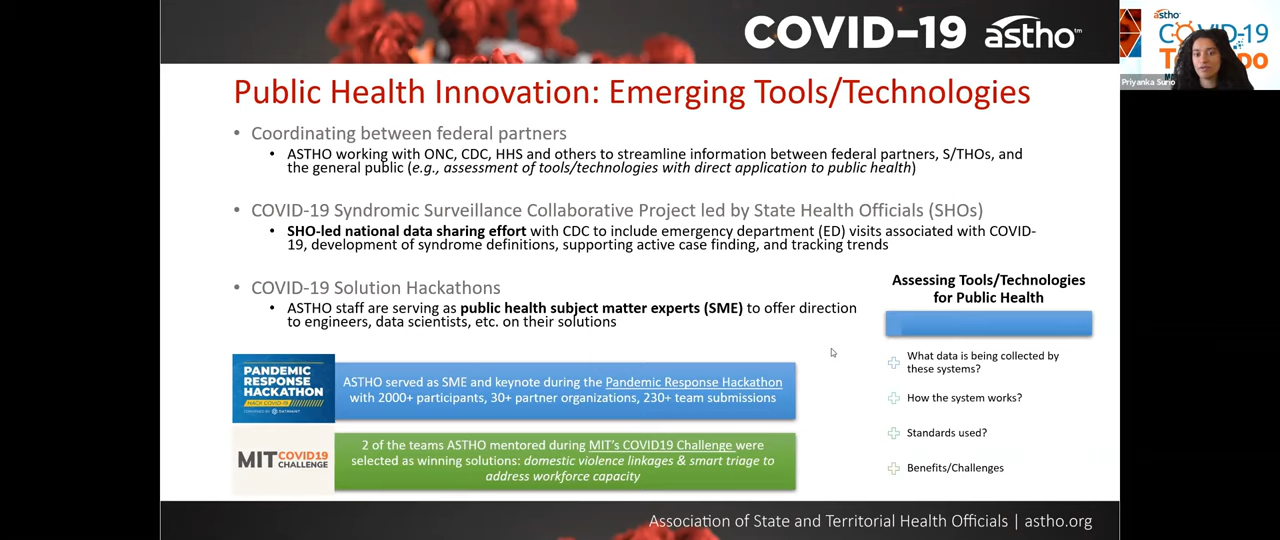 COVID-19 astho™
astho
COVID-19
Priyanka Surio
Public Health Innovation: Emerging Tools/Technologies
• Coordinating between federal partners
• ASTHO working with ONC, CDC, HHS and others to streamline information between federal partners, S/THOs, and
the general public (e.g., assessment of tools/technologies with direct application to public health)
• COVID-19 Syndromic Surveillance Collaborative Project led by State Health Officials (SHOs)
• SHO-led national data sharing effort with CDC to include emergency department (ED) visits associated with COVID-
19, development of syndrome definitions, supporting active case finding, and tracking trends
• COVID-19 Solution Hackathons
• ASTHO staff are serving as public health subject matter experts (SME) to offer direction
to engineers, data scientists, etc. on their solutions
PANDEMIC
RESPONSE
HACKATHON
HACK COVID-19
CONVENED BY DATAVANT
ASTHO served as SME and keynote during the Pandemic Response Hackathon
with 2000+ participants, 30+ partner organizations, 230+ team submissions
MIT COVID19
CHALLENGE
2 of the teams ASTHO mentored during MIT's COVID19 Challenge were
selected as winning solutions: domestic violence linkages & smart triage to
address workforce capacity
Assessing Tools/Technologies
for Public Health
What data is being collected by
these systems?
How the system works?
Standards used?
Benefits/Challenges
Association of State and Territorial Health Officials | astho.org